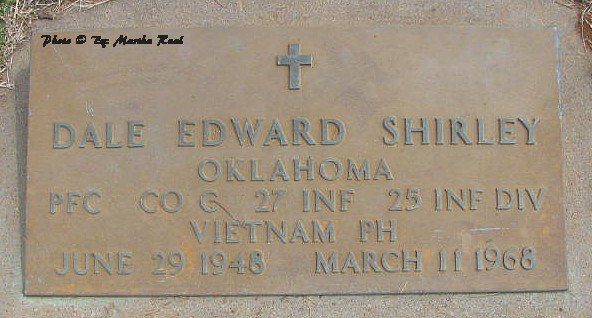 Photo © By: Martha Real
DALE EDWARD SHIRLEY
OKLAHOMA
PFC CO G 27 INF 25 INF DIV
VIETNAM PH
JUNE 29 1948 MARCH 11 1968